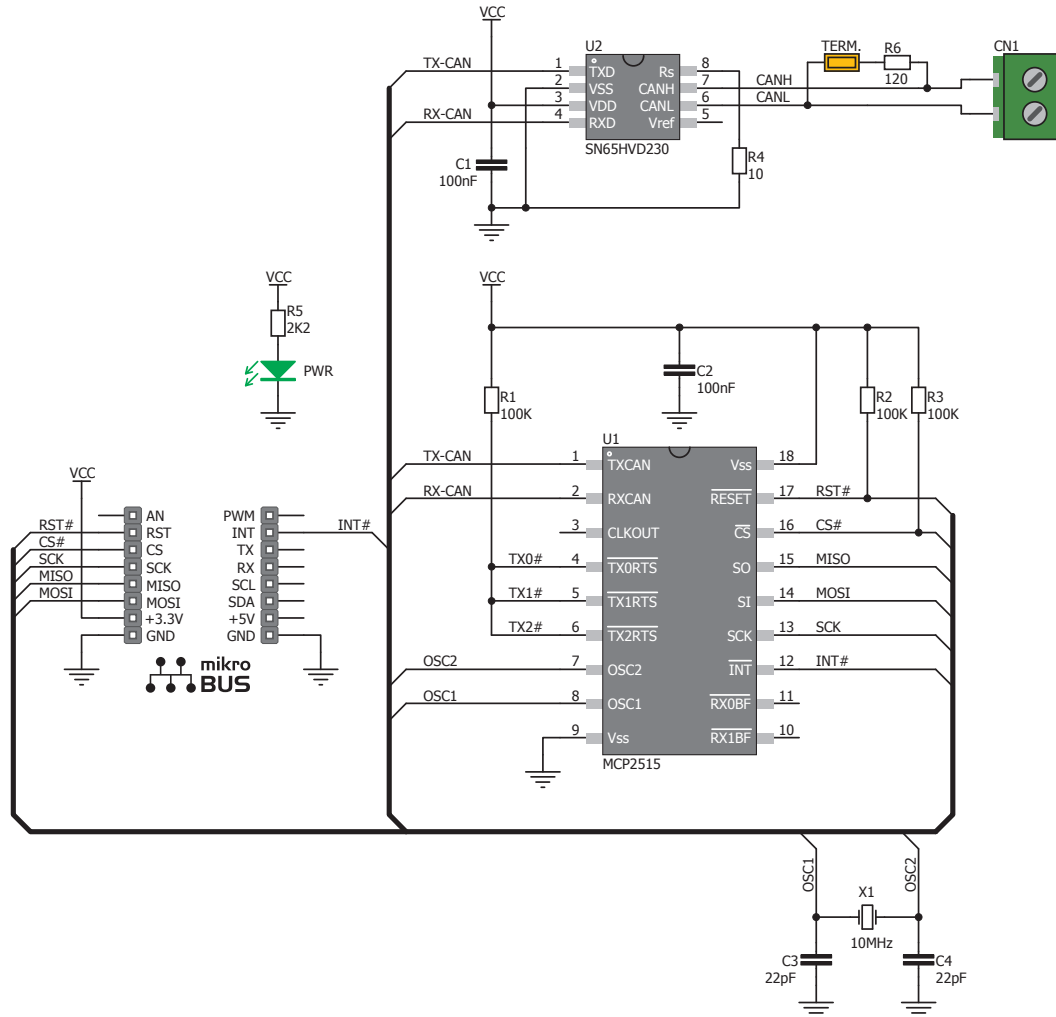 VCC
U2
TERM.
R6
CN1
TX-CAN
1
TXD
Rs
8
120
2
VSS
CANH
7
CANH
3
VDD
CANL
6
CANL
RX-CAN
4
RXD
Vref
5
SN65HVD230
C1
100nF
R4
10
VCC
R5
2K2
PWR
VCC
C2
100nF
R1
100K
R2
100K
R3
100K
U1
TX-CAN
1
TXCAN
Vss
18
RX-CAN
2
RXCAN
RESET
17
RST#
3
CLKOUT
CS
16
CS#
TX0#
4
TX0RTS
SO
15
MISO
TX1#
5
TX1RTS
SI
14
MOSI
TX2#
6
TX2RTS
SCK
13
SCK
OSC2
7
OSC2
INT
12
INT#
OSC1
8
OSC1
RX0BF
11
9
Vss
RX1BF
10
MCP2515
VCC
AN
PWM
RST#
RST
INT
INT#
CS#
CS
TX
SCK
SCK
RX
MISO
MISO
SCL
MOSI
MOSI
SDA
+3.3V
+5V
GND
GND
mikro
BUS
OSC1
OSC2
X1
10MHz
C3
22pF
C4
22pF